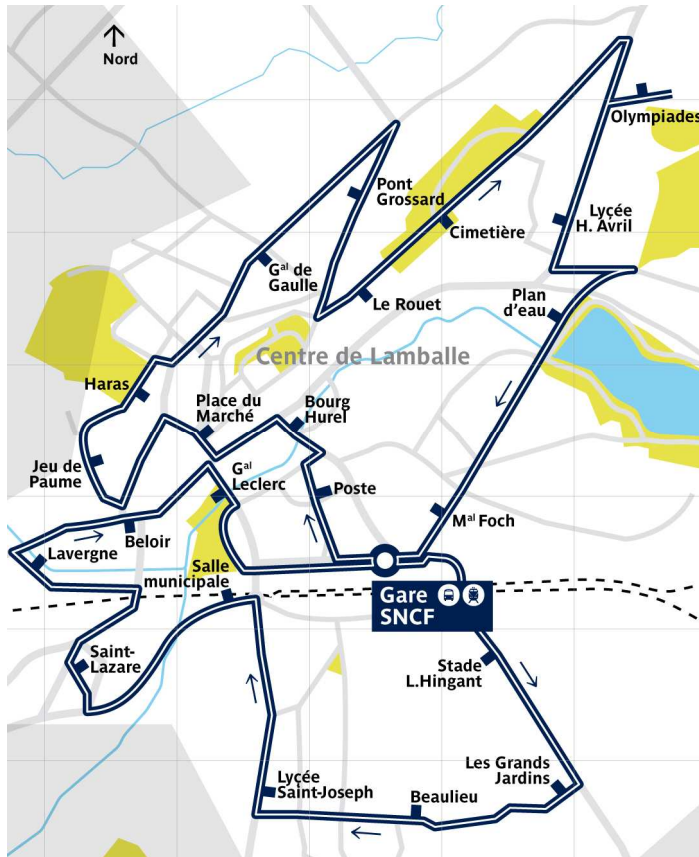 Nord
Olympiades
Pont
Grossard
Lyçée
H. Avril
Cimetière
Gal de
Gaulle
Le Rouet
Plan
d'eau
Centre de Lamballe
Haras
Place du
Marché
Bourg
Hurel
Jeu de
Paume
Gal
Leclerc
Poste
Mal Foch
Beloir
Lavergne
Salle
municipale
Gare
SNCF
Saint-
Lazare
Stade
L.Hingant
Les Grands
Jardins
Lyçée
Saint-Joseph
Beaulieu